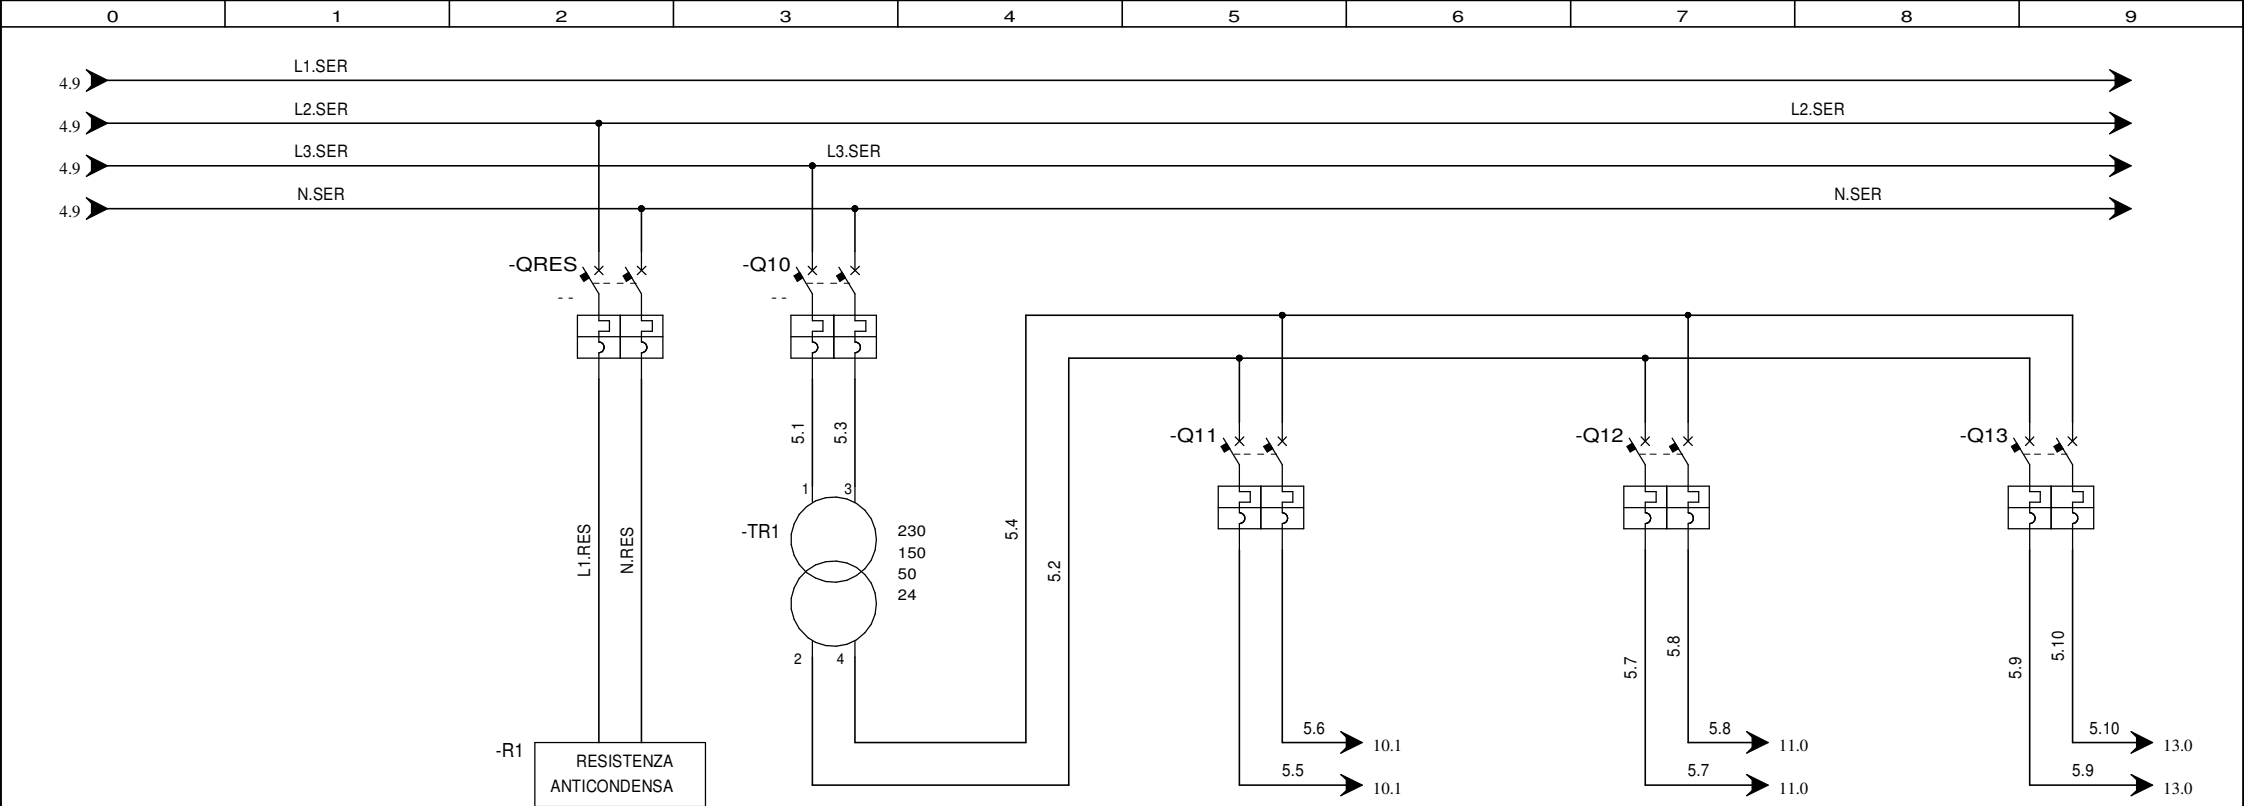 0 1 2 3 4 5 6 7 8 9
L1.SER
4.9
L2.SER L2.SER
4.9
L3.SER L3.SER
4.9
N.SER N.SER
4.9
-QRES -Q10
- - - -
-Q11 -Q12 -Q13
5.1 5.3
1 3
-TR1
230
150
50
24
2 4
L1.RES N.RES
5.4
5.2
5.7 5.8
5.9 5.10
-R1
RESISTENZA
ANTICONDENSA
5.6 10.1
5.5 10.1
5.8 11.0
5.7 11.0
5.10 13.0
5.9 13.0